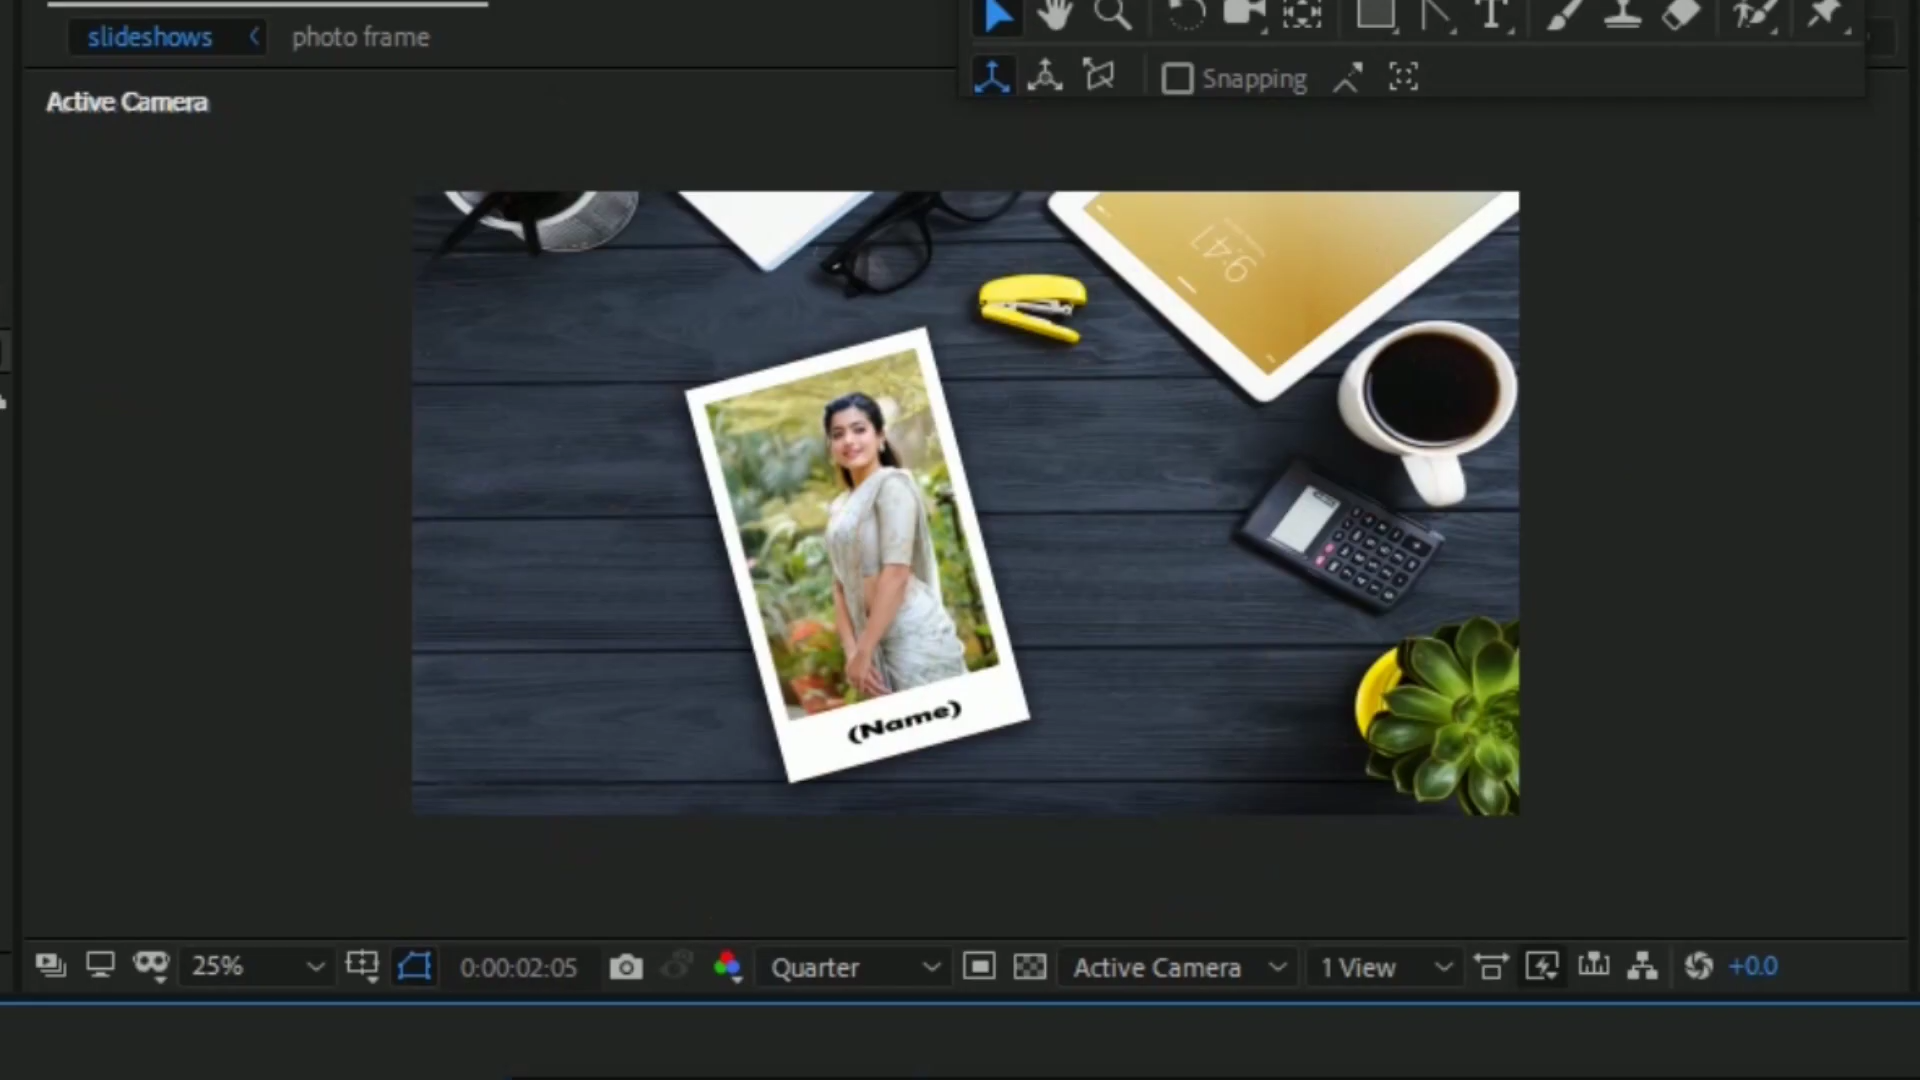 slideshows
photo frame
Snapping
Active Camera
9:41
(Name)
25%
0:00:02:05
Quarter
Active Camera
1 View
+0.0